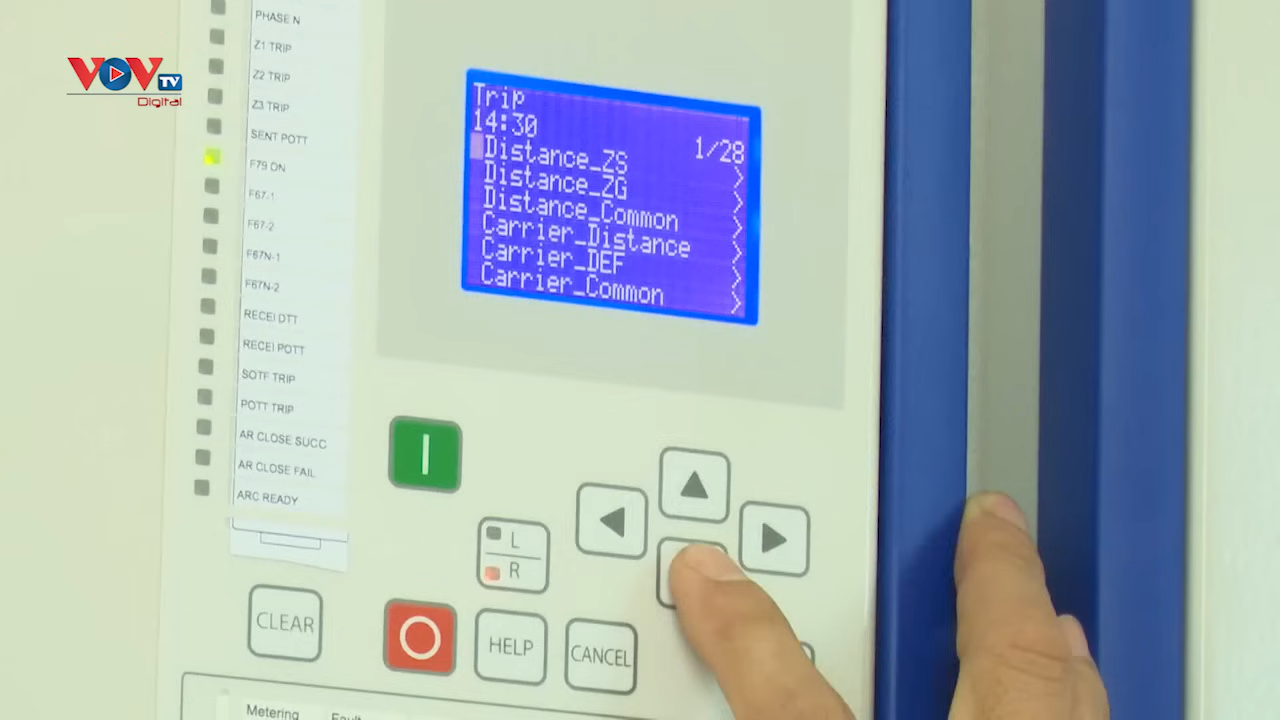 VOV TV
Digital
PHASE N
Z1 TRIP
Z2 TRIP
Z3 TRIP
SENT POTT
F79 ON
F67-1
F67-2
F67N-1
F67N-2
RECEI DTT
RECEI POTT
SOTF TRIP
POTT TRIP
AR CLOSE SUCC
AR CLOSE FAIL
ARC READY
Trip
14:30 1/28
Distance_ZS >
Distance_ZG >
Distance_Common >
Carrier_Distance >
Carrier_DEF >
Carrier_Common >
L
R
CLEAR
HELP
CANCEL
Metering